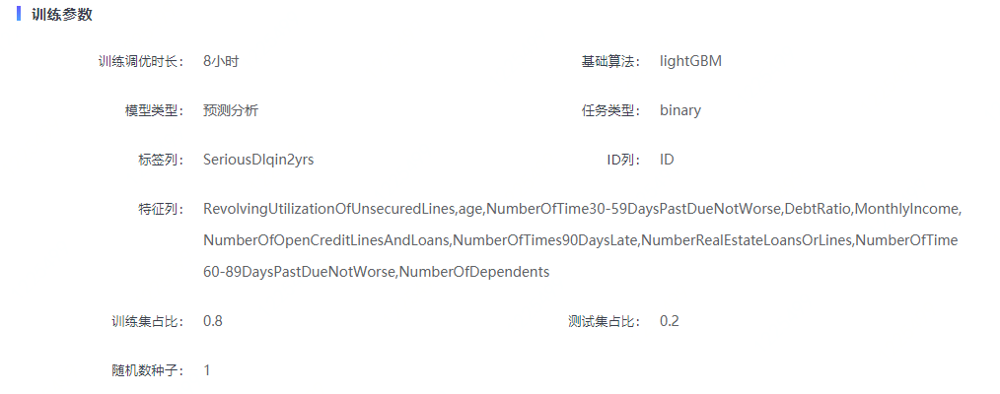 训练参数
训练调优时长: 8小时 基础算法: lightGBM
模型类型: 预测分析 任务类型: binary
标签列: SeriousDlqin2yrs ID列: ID
特征列: RevolvingUtilizationOfUnsecuredLines,age,NumberOfTime30-59DaysPastDueNotWorse,DebtRatio,MonthlyIncome,
NumberOfOpenCreditLinesAndLoans,NumberOfTimes90DaysLate,NumberRealEstateLoansOrLines,NumberOfTime
60-89DaysPastDueNotWorse,NumberOfDependents
训练集占比: 0.8 测试集占比: 0.2
随机数种子: 1